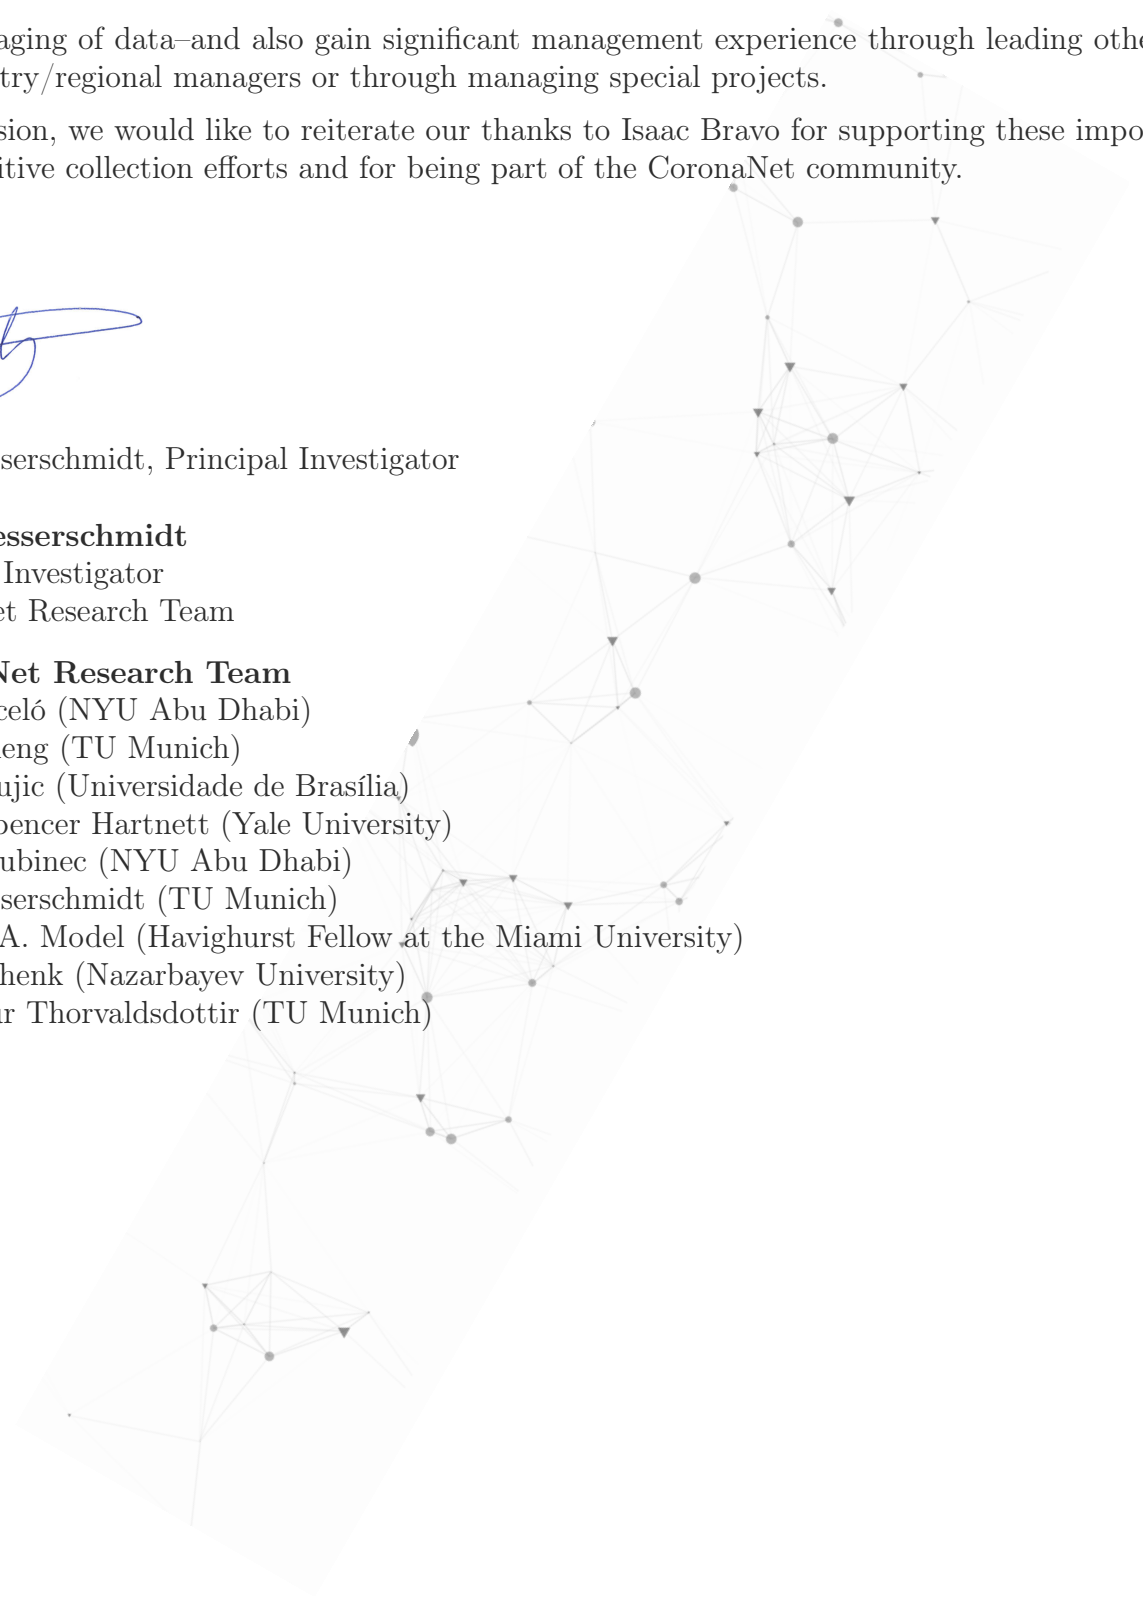 aging of data–and also gain significant management experience through leading othe
try/regional managers or through managing special projects.
sion, we would like to reiterate our thanks to Isaac Bravo for supporting these impo
itive collection efforts and for being part of the CoronaNet community.
serschmidt, Principal Investigator
esserschmidt
Investigator
et Research Team
Net Research Team
celó (NYU Abu Dhabi)
eng (TU Munich)
ujic (Universidade de Brasília)
pencer Hartnett (Yale University)
ubinec (NYU Abu Dhabi)
serschmidt (TU Munich)
A. Model (Havighurst Fellow at the Miami University)
henk (Nazarbayev University)
ur Thorvaldsdottir (TU Munich)